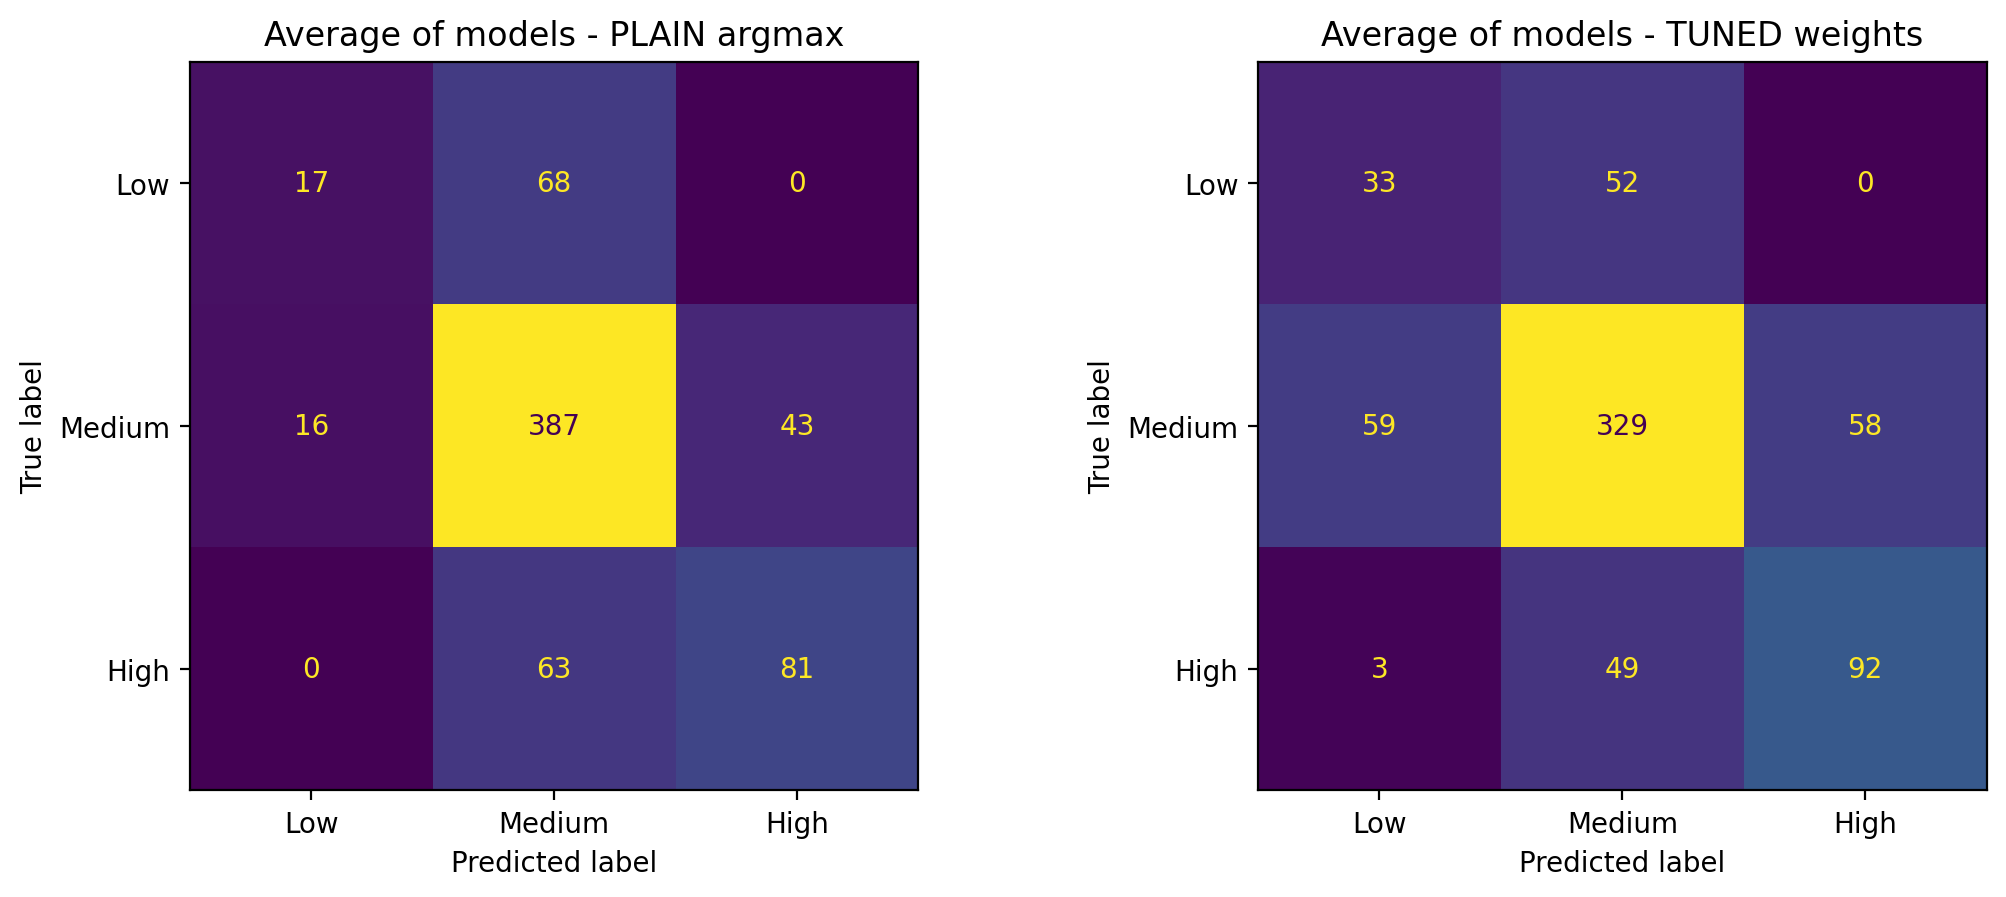 Average of models - PLAIN argmax
True label
Low
17 68 0
Medium
16 387 43
High
0 63 81
Low Medium High
Predicted label
Average of models - TUNED weights
True label
Low
33 52 0
Medium
59 329 58
High
3 49 92
Low Medium High
Predicted label